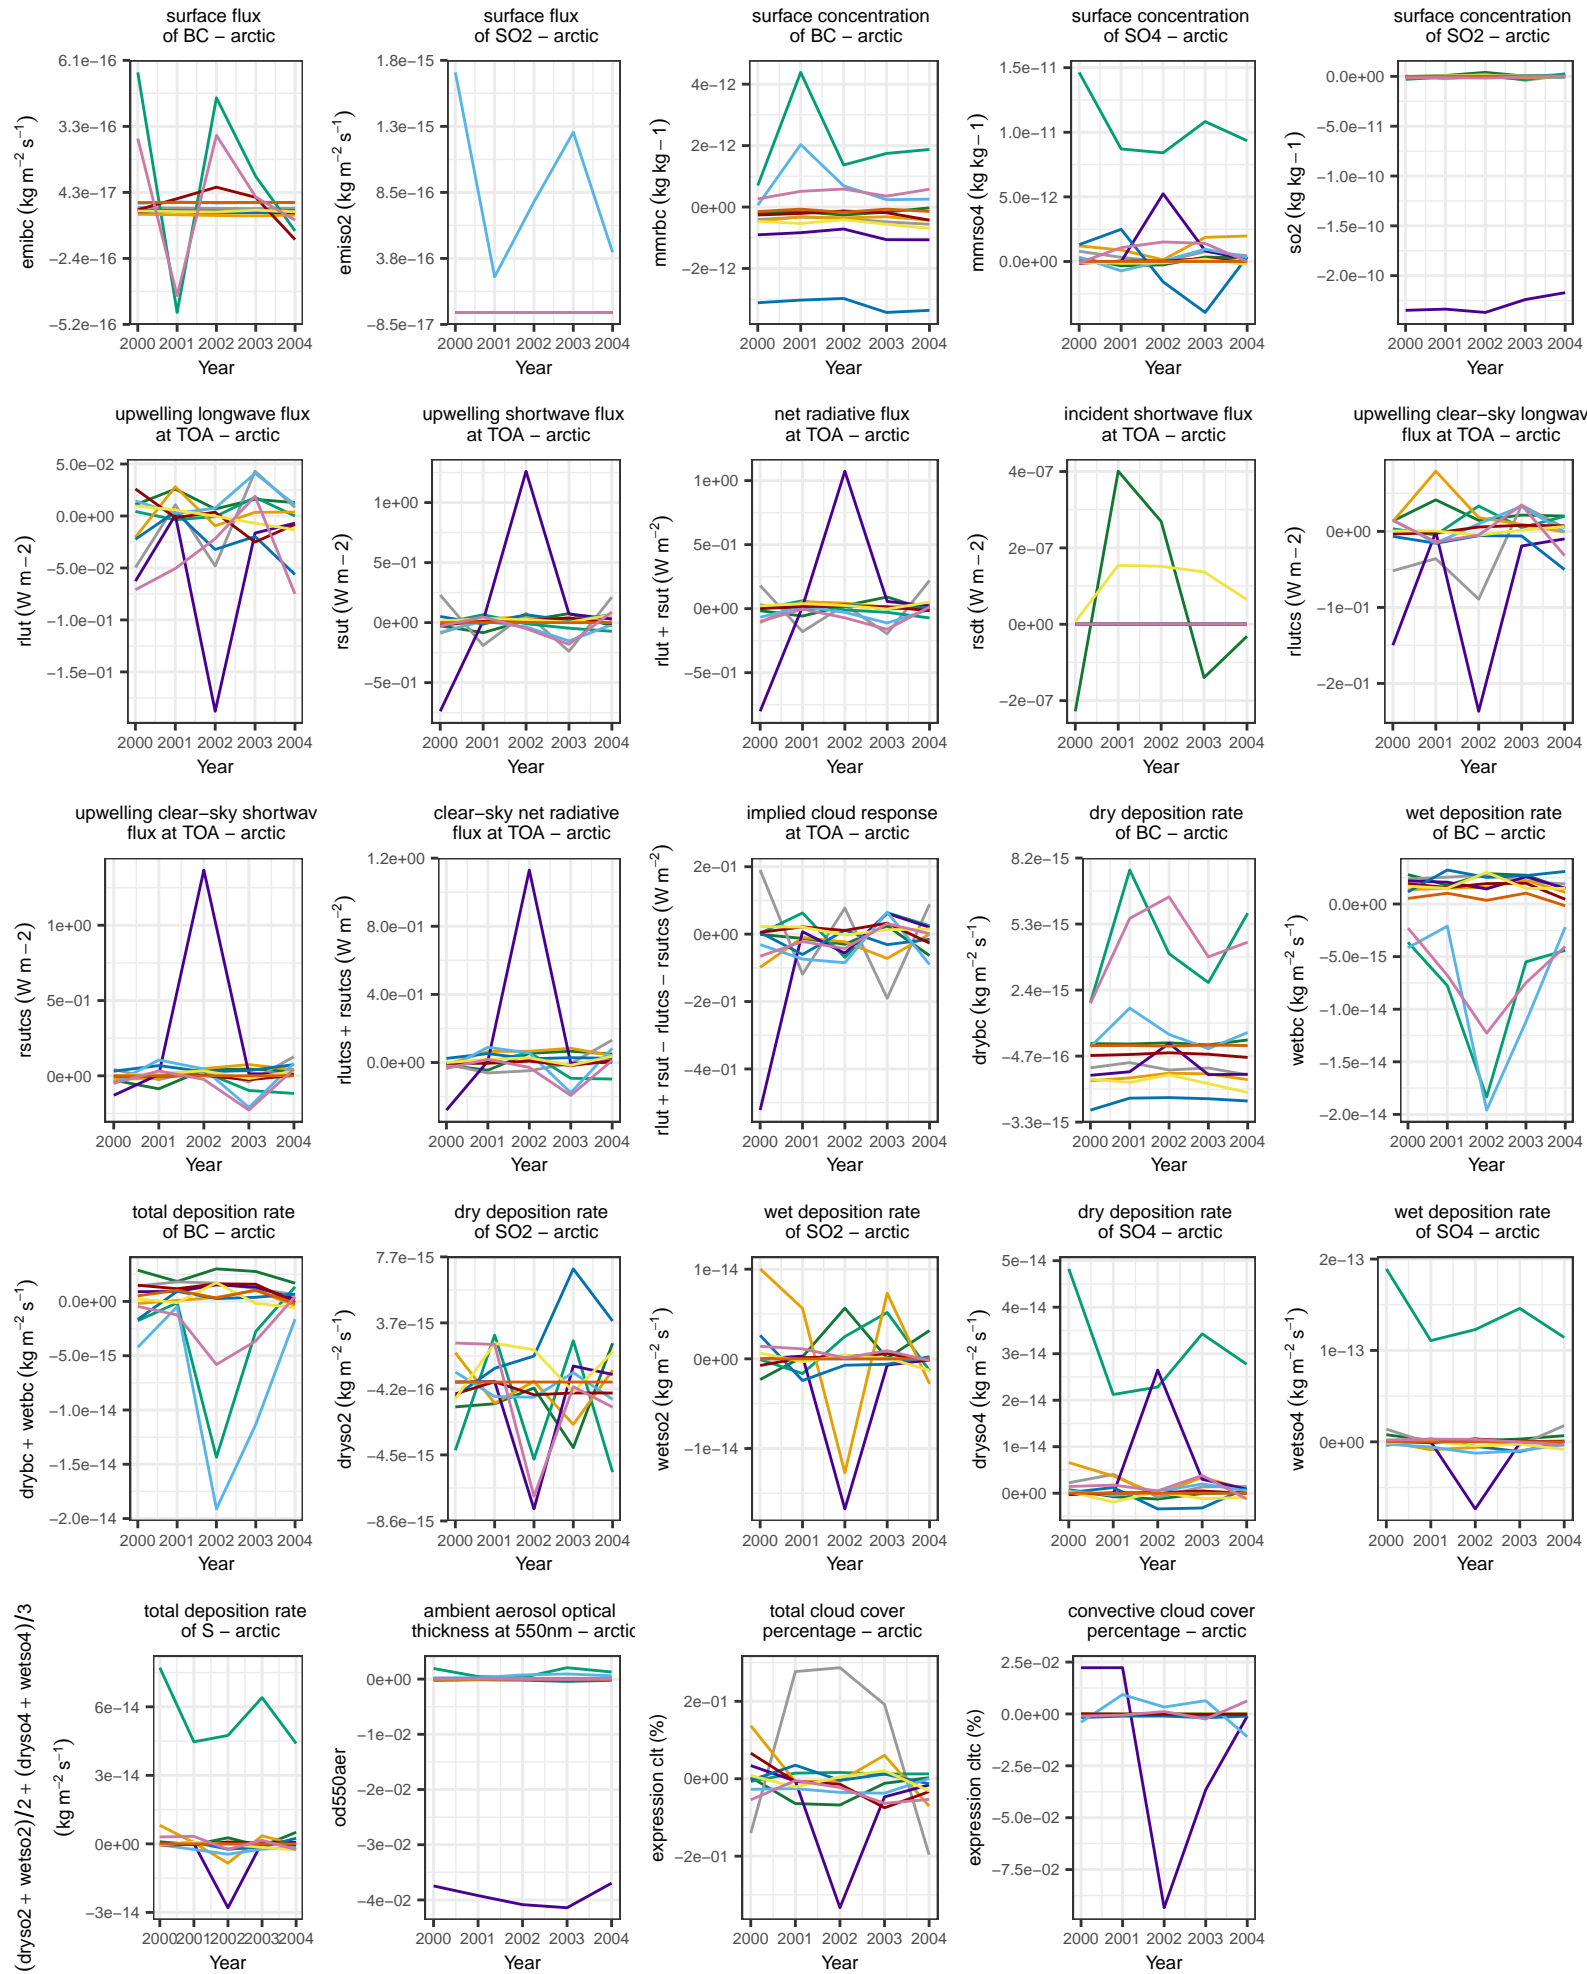 surface flux
of BC − arctic
emibc (kg m−2 s−1)
6.1e−16
3.3e−16
4.3e−17
−2.4e−16
−5.2e−16
2000 2001 2002 2003 2004
Year
surface flux
of SO2 − arctic
emiso2 (kg m−2 s−1)
1.8e−15
1.3e−15
8.5e−16
3.8e−16
−8.5e−17
2000 2001 2002 2003 2004
Year
surface concentration
of BC − arctic
mmrbc (kg kg−1)
4e−12
2e−12
0e+00
−2e−12
2000 2001 2002 2003 2004
Year
surface concentration
of SO4 − arctic
mmrso4 (kg kg−1)
1.5e−11
1.0e−11
5.0e−12
0.0e+00
2000 2001 2002 2003 2004
Year
surface concentration
of SO2 − arctic
so2 (kg kg−1)
0.0e+00
−5.0e−11
−1.0e−10
−1.5e−10
−2.0e−10
2000 2001 2002 2003 2004
Year
upwelling longwave flux
at TOA − arctic
rlut (W m−2)
5.0e−02
0.0e+00
−5.0e−02
−1.0e−01
−1.5e−01
2000 2001 2002 2003 2004
Year
upwelling shortwave flux
at TOA − arctic
rsut (W m−2)
1e+00
5e−01
0e+00
−5e−01
2000 2001 2002 2003 2004
Year
net radiative flux
at TOA − arctic
rlut + rsut (W m−2)
1e+00
5e−01
0e+00
−5e−01
2000 2001 2002 2003 2004
Year
incident shortwave flux
at TOA − arctic
rsdt (W m−2)
4e−07
2e−07
0e+00
−2e−07
2000 2001 2002 2003 2004
Year
upwelling clear−sky longwav
flux at TOA − arctic
rlutcs (W m−2)
0e+00
−1e−01
−2e−01
2000 2001 2002 2003 2004
Year
upwelling clear−sky shortwav
flux at TOA − arctic
rsutcs (W m−2)
1e+00
5e−01
0e+00
2000 2001 2002 2003 2004
Year
clear−sky net radiative
flux at TOA − arctic
rlutcs + rsutcs (W m−2)
1.2e+00
8.0e−01
4.0e−01
0.0e+00
2000 2001 2002 2003 2004
Year
implied cloud response
at TOA − arctic
rlut + rsut − rlutcs − rsutcs (W m−2)
2e−01
0e+00
−2e−01
−4e−01
2000 2001 2002 2003 2004
Year
dry deposition rate
of BC − arctic
drybc (kg m−2 s−1)
8.2e−15
5.3e−15
2.4e−15
−4.7e−16
−3.3e−15
2000 2001 2002 2003 2004
Year
wet deposition rate
of BC − arctic
wetbc (kg m−2 s−1)
0.0e+00
−5.0e−15
−1.0e−14
−1.5e−14
−2.0e−14
2000 2001 2002 2003 2004
Year
total deposition rate
of BC − arctic
drybc + wetbc (kg m−2 s−1)
0.0e+00
−5.0e−15
−1.0e−14
−1.5e−14
−2.0e−14
2000 2001 2002 2003 2004
Year
dry deposition rate
of SO2 − arctic
dryso2 (kg m−2 s−1)
7.7e−15
3.7e−15
−4.2e−16
−4.5e−15
−8.6e−15
2000 2001 2002 2003 2004
Year
wet deposition rate
of SO2 − arctic
wetso2 (kg m−2 s−1)
1e−14
0e+00
−1e−14
2000 2001 2002 2003 2004
Year
dry deposition rate
of SO4 − arctic
dryso4 (kg m−2 s−1)
5e−14
4e−14
3e−14
2e−14
1e−14
0e+00
2000 2001 2002 2003 2004
Year
wet deposition rate
of SO4 − arctic
wetso4 (kg m−2 s−1)
2e−13
1e−13
0e+00
2000 2001 2002 2003 2004
Year
total deposition rate
of S − arctic
(dryso2 + wetso2)/2 + (dryso4 + wetso4)/3
(kg m−2 s−1)
6e−14
3e−14
0e+00
−3e−14
2000 2001 2002 2003 2004
Year
ambient aerosol optical
thickness at 550nm − arctic
od550aer
0e+00
−1e−02
−2e−02
−3e−02
−4e−02
2000 2001 2002 2003 2004
Year
total cloud cover
percentage − arctic
expression clt (%)
2e−01
0e+00
−2e−01
2000 2001 2002 2003 2004
Year
convective cloud cover
percentage − arctic
expression cltc (%)
2.5e−02
0.0e+00
−2.5e−02
−5.0e−02
−7.5e−02
2000 2001 2002 2003 2004
Year